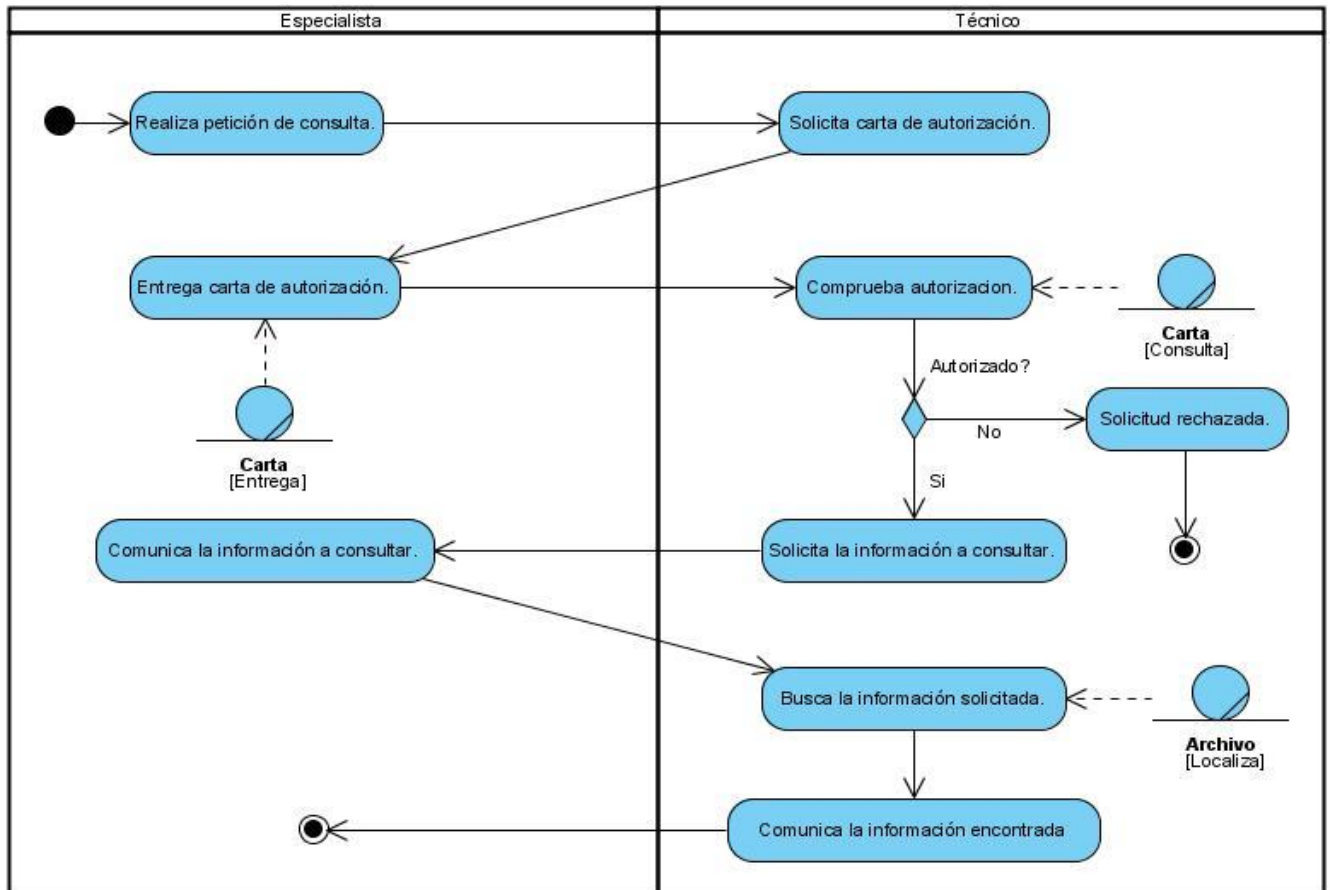 Especialista
Técnico
Realiza petición de consulta.
Solicita carta de autorización.
Entrega carta de autorización.
Comprueba autorizacion.
Carta
[Consulta]
Autorizado?
No
Solicitud rechazada.
Carta
[Entrega]
Si
Comunica la información a consultar.
Solicita la información a consultar.
Busca la información solicitada.
Archivo
[Localiza]
Comunica la información encontrada